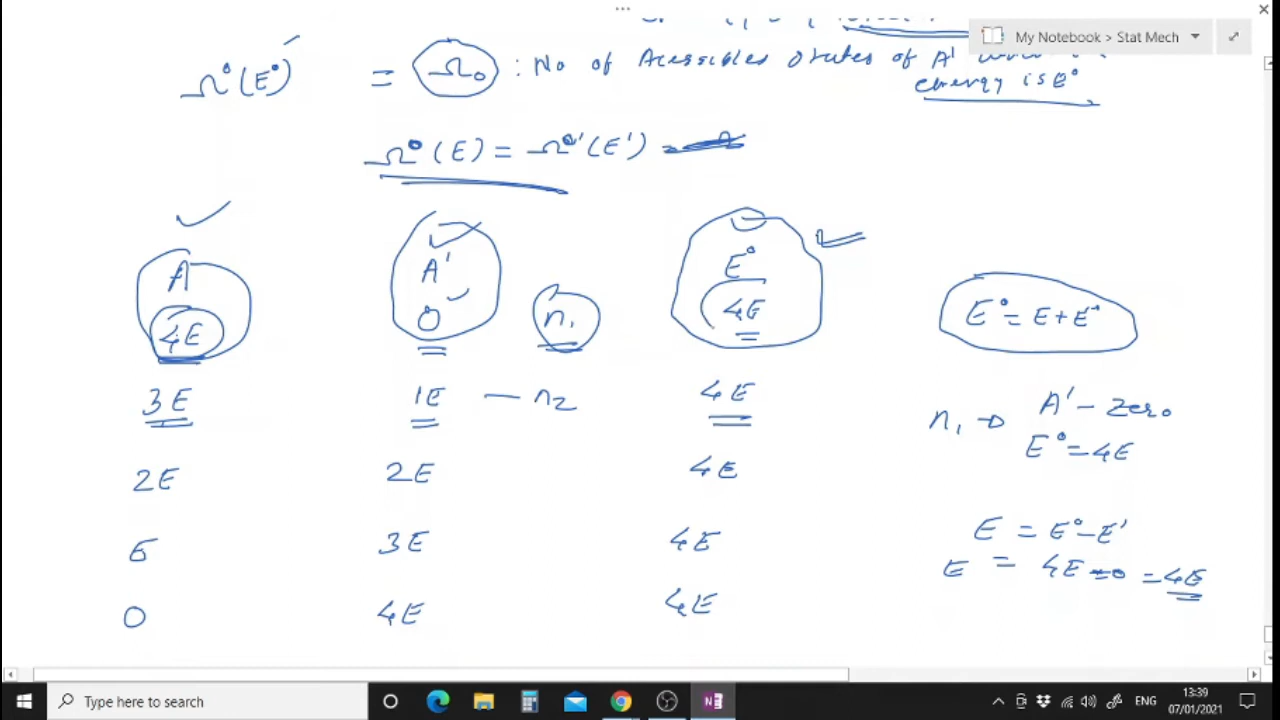 My Notebook > Stat Mech
Ω°(E°) = Ω₀ : No of Acessibles states of A'
energy is E°
Ω°(E) = Ω°'(E')
A A' E°
4E 0 n₁ 4E E° = E + E'
3E 1E — n₂ 4E
n₁ → A' – Zero
E° = 4E
2E 2E 4E
E = E° – E'
E 3E 4E
E = 4E – 0 = 4E
0 4E 4E
Type here to search
ENG
13:39
07/01/2021